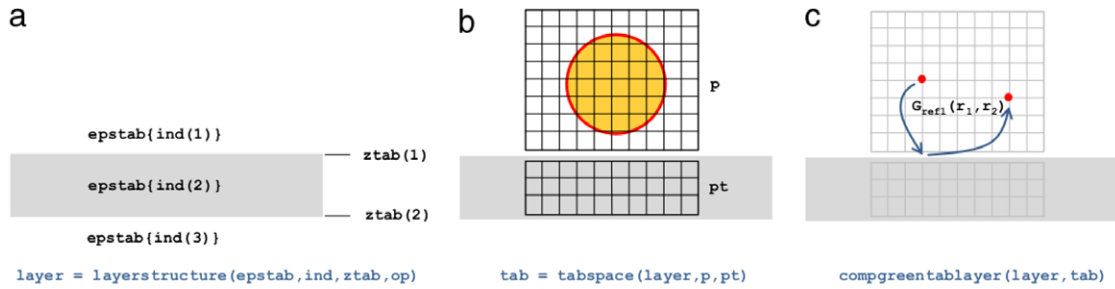 a
epstab{ind(1)}
ztab(1)
epstab{ind(2)}
ztab(2)
epstab{ind(3)}
layer = layerstructure(epstab,ind,ztab,op)
b
p
pt
tab = tabspace(layer,p,pt)
c
Grefl(r1,r2)
compgreentablayer(layer,tab)